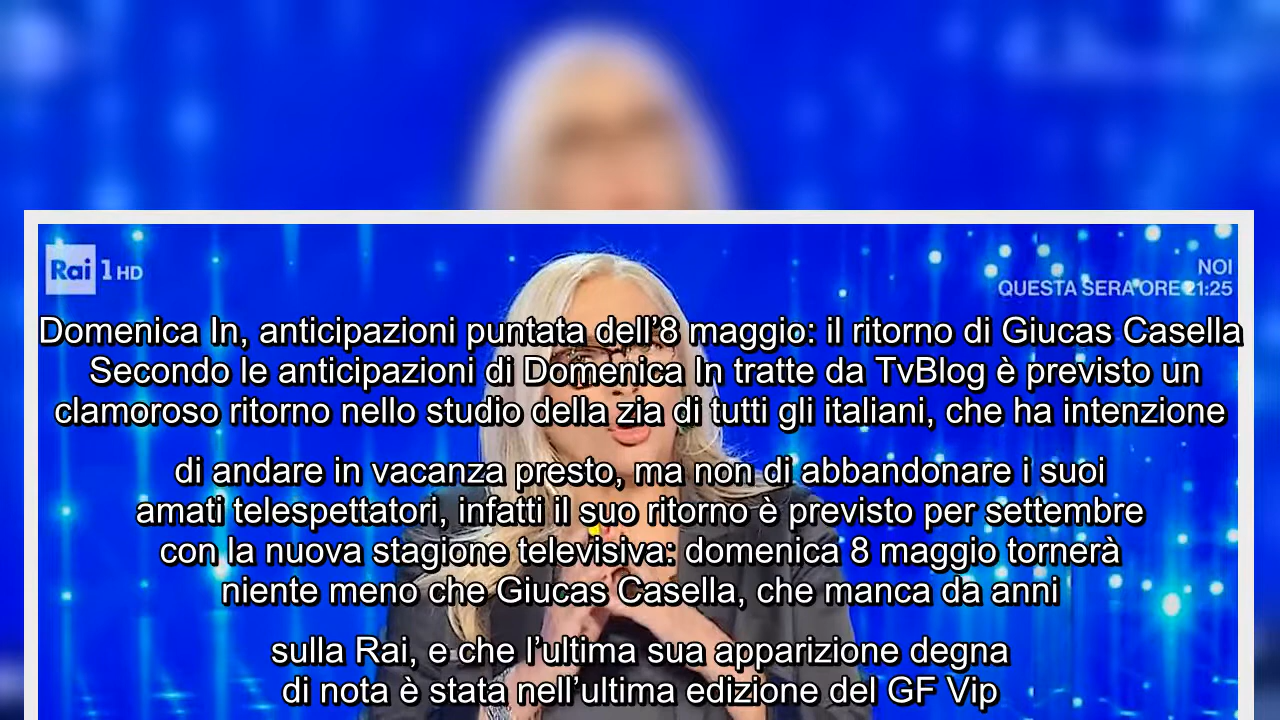 Rai 1 HD
NOI
QUESTA SERA ORE 21:25
Domenica In, anticipazioni puntata dell’8 maggio: il ritorno di Giucas Casella
Secondo le anticipazioni di Domenica In tratte da TvBlog è previsto un
clamoroso ritorno nello studio della zia di tutti gli italiani, che ha intenzione
di andare in vacanza presto, ma non di abbandonare i suoi
amati telespettatori, infatti il suo ritorno è previsto per settembre
con la nuova stagione televisiva: domenica 8 maggio tornerà
niente meno che Giucas Casella, che manca da anni
sulla Rai, e che l’ultima sua apparizione degna
di nota è stata nell’ultima edizione del GF Vip